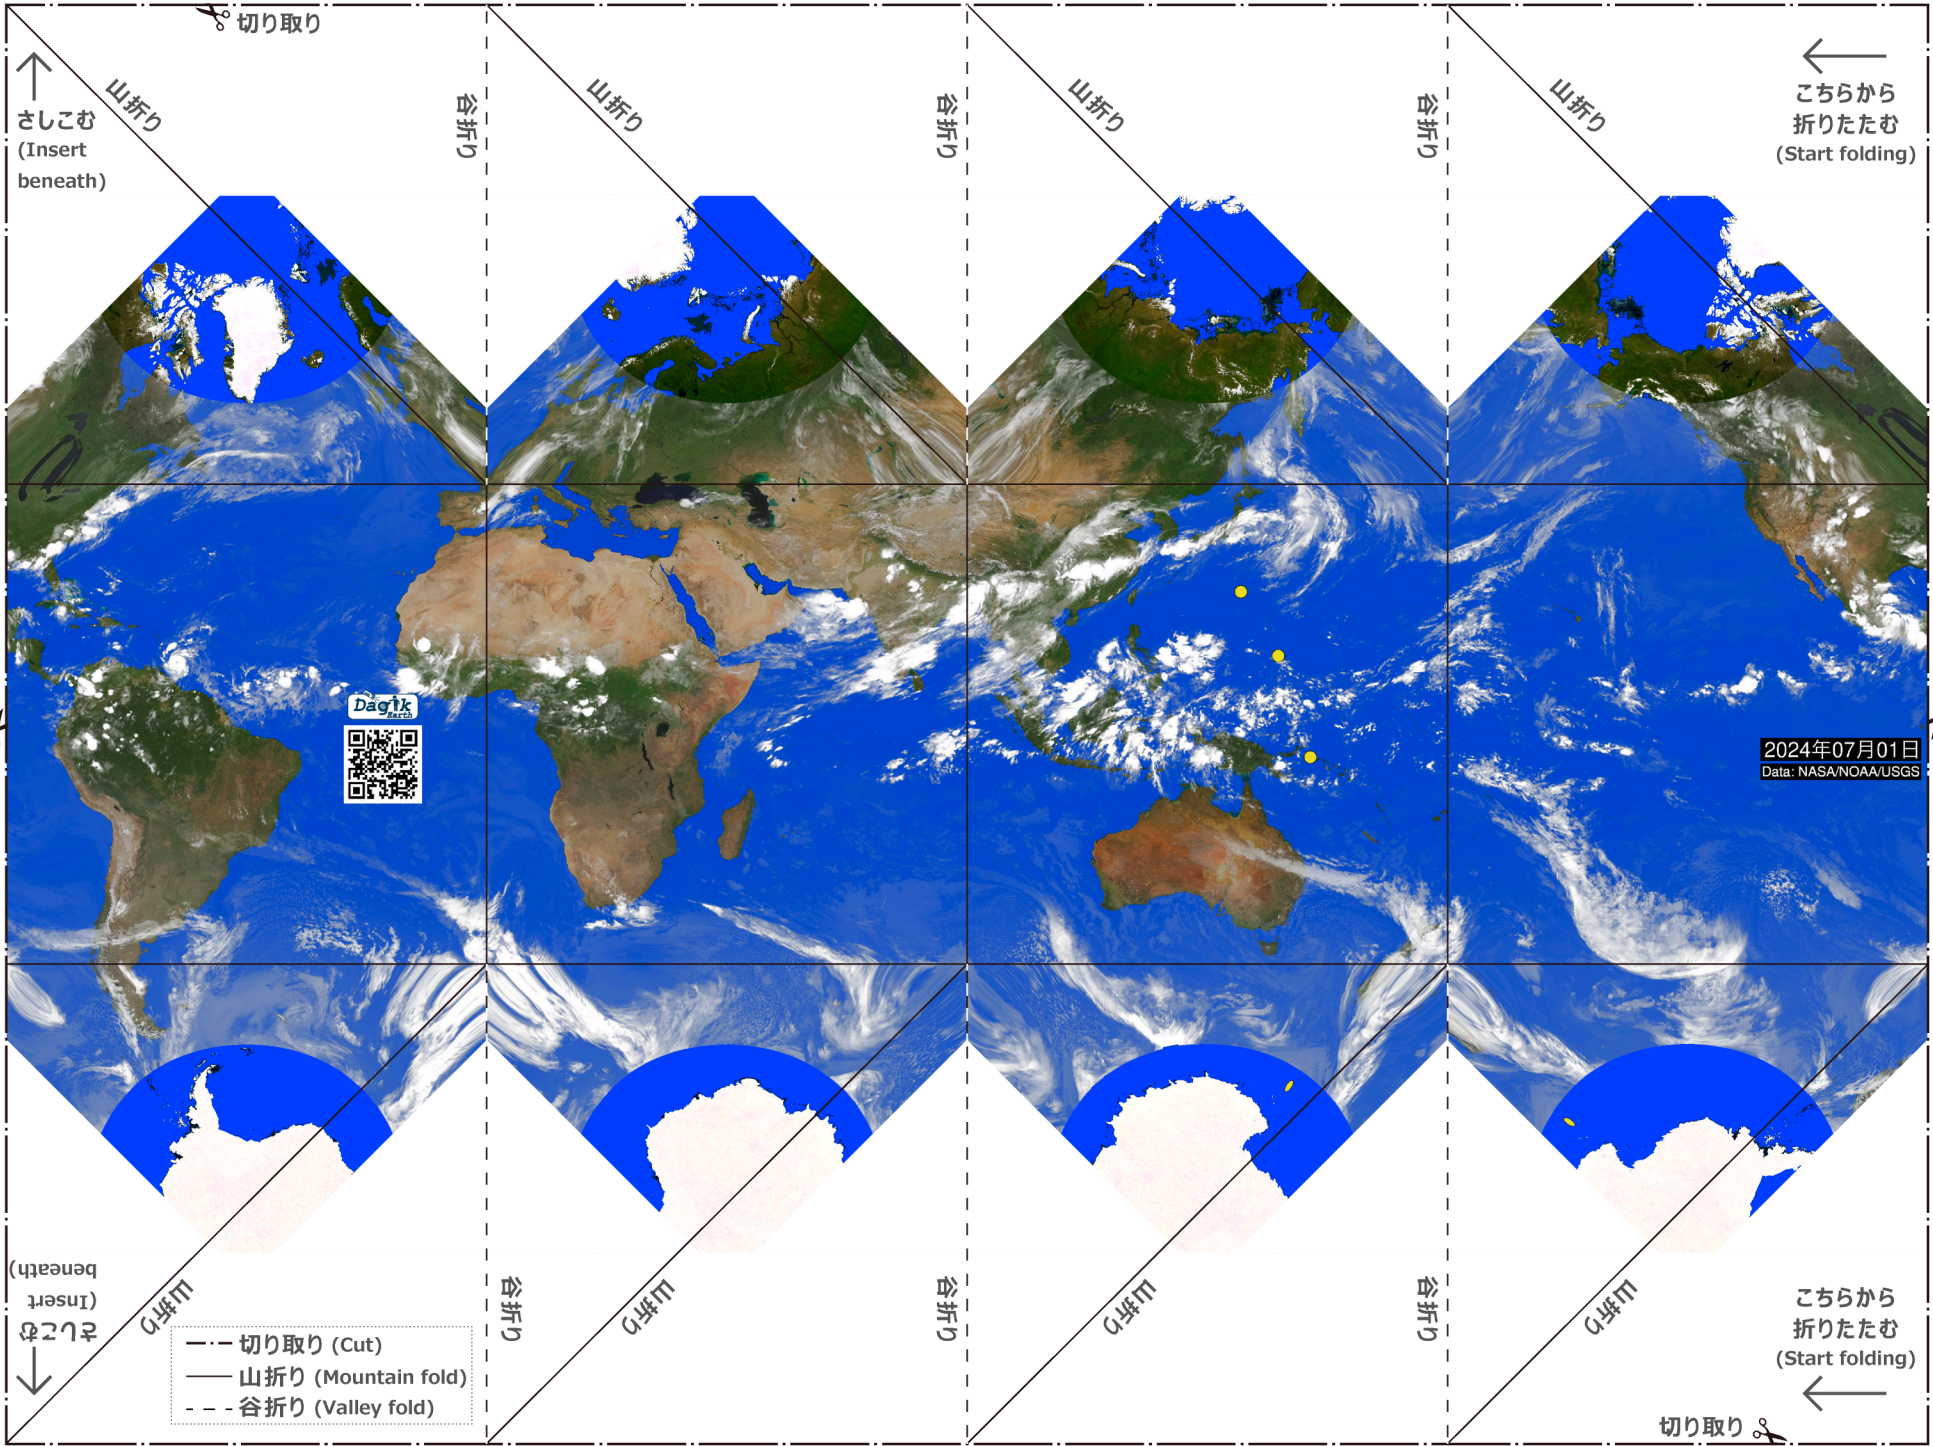 切り取り
山折り
谷折り
山折り
谷折り
山折り
谷折り
山折り
さしこむ
(Insert
beneath)
こちらから
折りたたむ
(Start folding)
Dagik
Earth
2024年07月01日
Data: NASA/NOAA/USGS
さしこむ
(Insert
beneath)
山折り
谷折り
山折り
谷折り
山折り
谷折り
山折り
こちらから
折りたたむ
(Start folding)
切り取り (Cut)
山折り (Mountain fold)
谷折り (Valley fold)
切り取り